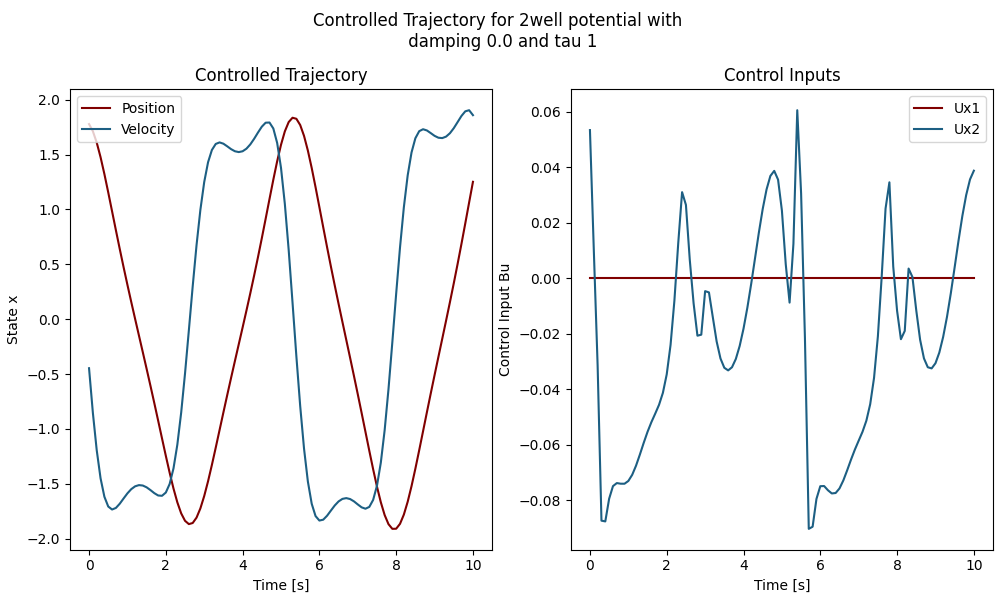 Controlled Trajectory for 2well potential with
damping 0.0 and tau 1
Controlled Trajectory
Position
Velocity
2.0
1.5
1.0
0.5
0.0
−0.5
−1.0
−1.5
−2.0
State x
0 2 4 6 8 10
Time [s]
Control Inputs
Ux1
Ux2
0.06
0.04
0.02
0.00
−0.02
−0.04
−0.06
−0.08
Control Input Bu
0 2 4 6 8 10
Time [s]